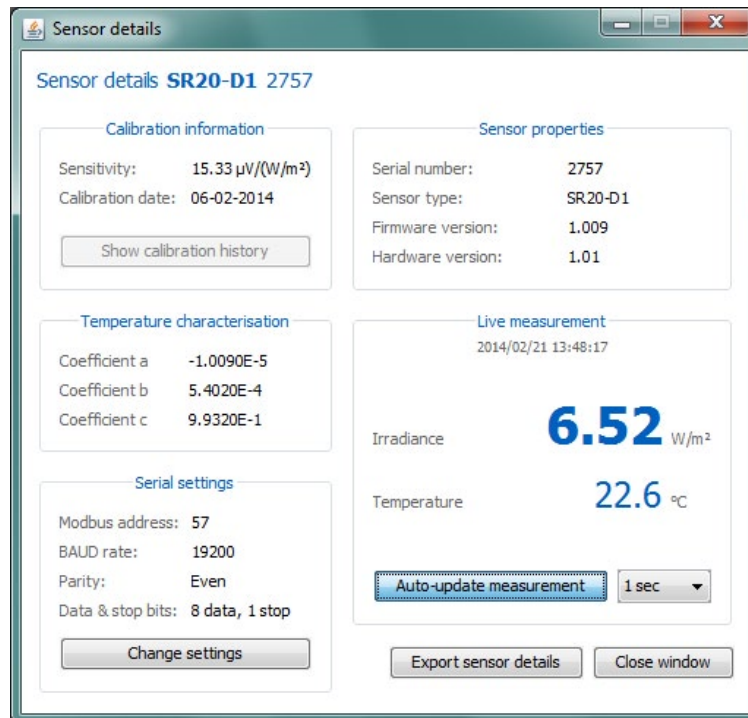 Sensor details
Sensor details SR20-D1 2757
Calibration information
Sensitivity: 15.33 µV/(W/m²)
Calibration date: 06-02-2014
Show calibration history
Sensor properties
Serial number: 2757
Sensor type: SR20-D1
Firmware version: 1.009
Hardware version: 1.01
Temperature characterisation
Coefficient a -1.0090E-5
Coefficient b 5.4020E-4
Coefficient c 9.9320E-1
Live measurement
2014/02/21 13:48:17
Irradiance 6.52 W/m²
Temperature 22.6 °C
Auto-update measurement 1 sec
Serial settings
Modbus address: 57
BAUD rate: 19200
Parity: Even
Data & stop bits: 8 data, 1 stop
Change settings
Export sensor details Close window